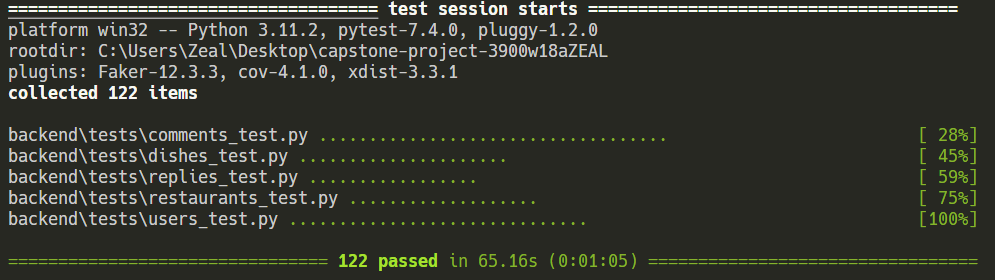 ===================================== test session starts =====================================
platform win32 -- Python 3.11.2, pytest-7.4.0, pluggy-1.2.0
rootdir: C:\Users\Zeal\Desktop\capstone-project-3900w18aZEAL
plugins: Faker-12.3.3, cov-4.1.0, xdist-3.3.1
collected 122 items
backend\tests\comments_test.py ................................... [ 28%]
backend\tests\dishes_test.py ..................... [ 45%]
backend\tests\replies_test.py ................. [ 59%]
backend\tests\restaurants_test.py ................... [ 75%]
backend\tests\users_test.py .............................. [100%]
================================ 122 passed in 65.16s (0:01:05) =================================